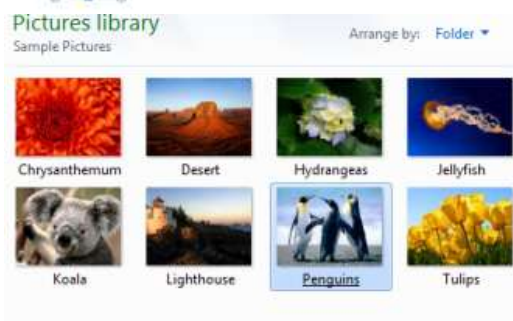 Pictures library
Sample Pictures
Arrange by: Folder
Chrysanthemum Desert Hydrangeas Jellyfish
Koala Lighthouse Penguins Tulips